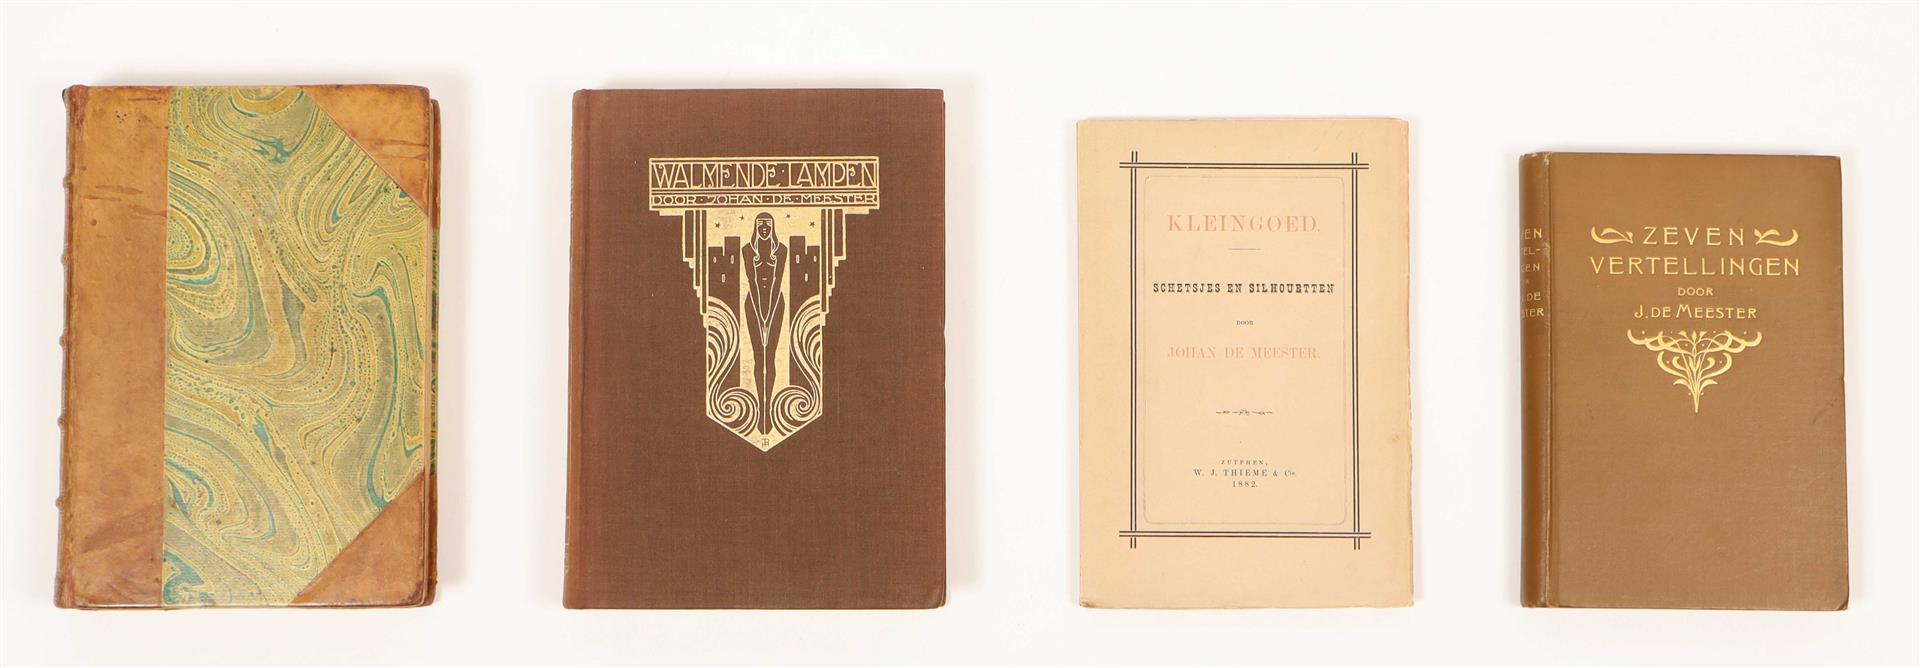 WALMENDE·LAMPEN
DOOR·JOHAN·DE·MEESTER
KLEINGOED.
SCHETSJES EN SILHOUETTEN
DOOR
JOHAN DE MEESTER.
ZUTPHEN,
W. J. THIEME & Cie.
1882.
ZEVEN
VERTELLINGEN
DOOR
J. DE MEESTER